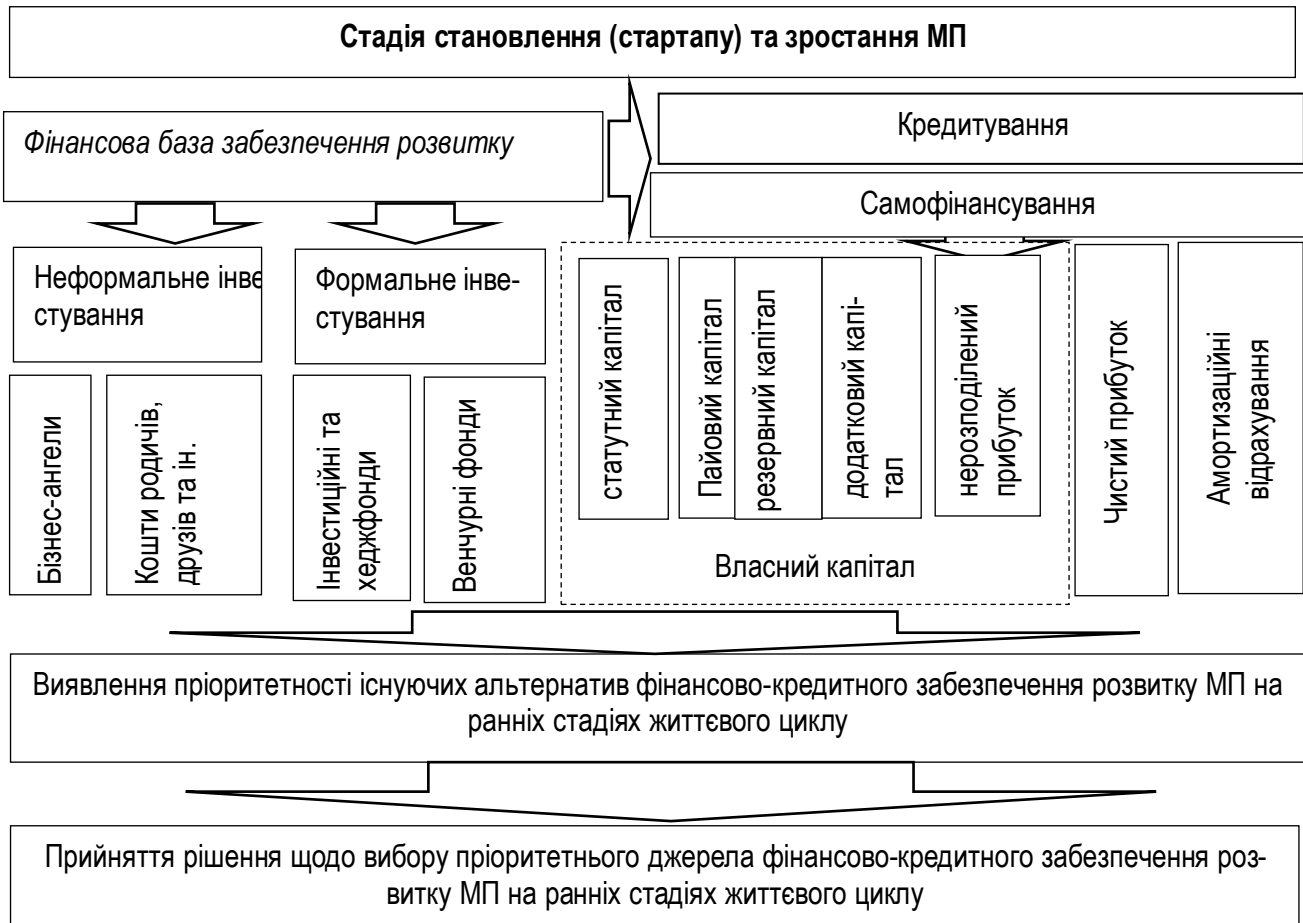 Стадія становлення (стартапу) та зростання МП
Фінансова база забезпечення розвитку
Кредитування
Самофінансування
Неформальне інве
стування
Формальне інве-
стування
Бізнес-ангели
Кошти родичів,
друзів та ін.
Інвестиційні та
хеджфонди
Венчурні фонди
статутний капітал
Пайовий капітал
резервний капітал
додатковий капі-
тал
нерозподілений
прибуток
Власний капітал
Чистий прибуток
Амортизаційні
відрахування
Виявлення пріоритетності існуючих альтернатив фінансово-кредитного забезпечення розвитку МП на
ранніх стадіях життєвого циклу
Прийняття рішення щодо вибору пріоритетнього джерела фінансово-кредитного забезпечення роз-
витку МП на ранніх стадіях життєвого циклу